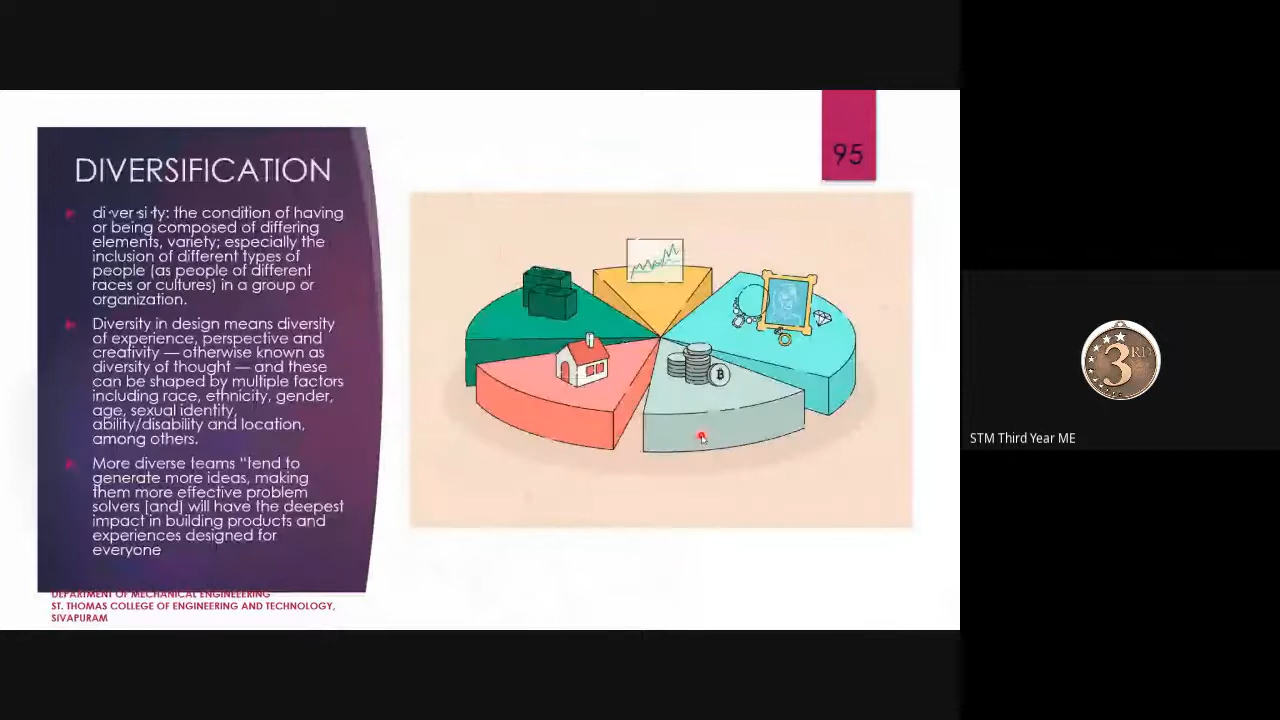 95
DIVERSIFICATION
di·ver·si·ty: the condition of having
or being composed of differing
elements, variety; especially the
inclusion of different types of
people (as people of different
races or cultures) in a group or
organization.
Diversity in design means diversity
of experience, perspective and
creativity — otherwise known as
diversity of thought — and these
can be shaped by multiple factors
including race, ethnicity, gender,
age, sexual identity,
ability/disability and location,
among others.
More diverse teams “tend to
generate more ideas, making
them more effective problem
solvers [and] will have the deepest
impact in building products and
experiences designed for
everyone
DEPARTMENT OF MECHANICAL ENGINEERING
ST. THOMAS COLLEGE OF ENGINEERING AND TECHNOLOGY,
SIVAPURAM
3RD
STM Third Year ME